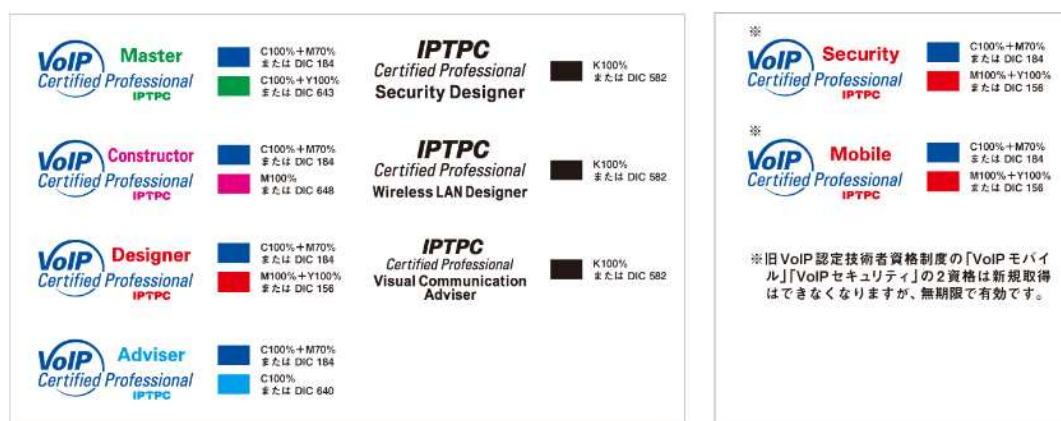 VoIP Master
Certified Professional
IPTPC
C100%+M70%
または DIC 184
C100%+Y100%
または DIC 643
VoIP Constructor
Certified Professional
IPTPC
C100%+M70%
または DIC 184
M100%
または DIC 648
VoIP Designer
Certified Professional
IPTPC
C100%+M70%
または DIC 184
M100%+Y100%
または DIC 156
VoIP Adviser
Certified Professional
IPTPC
C100%+M70%
または DIC 184
C100%
または DIC 640
IPTPC
Certified Professional
Security Designer
K100%
または DIC 582
IPTPC
Certified Professional
Wireless LAN Designer
K100%
または DIC 582
IPTPC
Certified Professional
Visual Communication
Adviser
K100%
または DIC 582
※
VoIP Security
Certified Professional
IPTPC
C100%+M70%
または DIC 184
M100%+Y100%
または DIC 156
※
VoIP Mobile
Certified Professional
IPTPC
C100%+M70%
または DIC 184
M100%+Y100%
または DIC 156
※旧VoIP認定技術者資格制度の「VoIPモバイ
ル」「VoIPセキュリティ」の2資格は新規取得
はできなくなりますが、無期限で有効です。